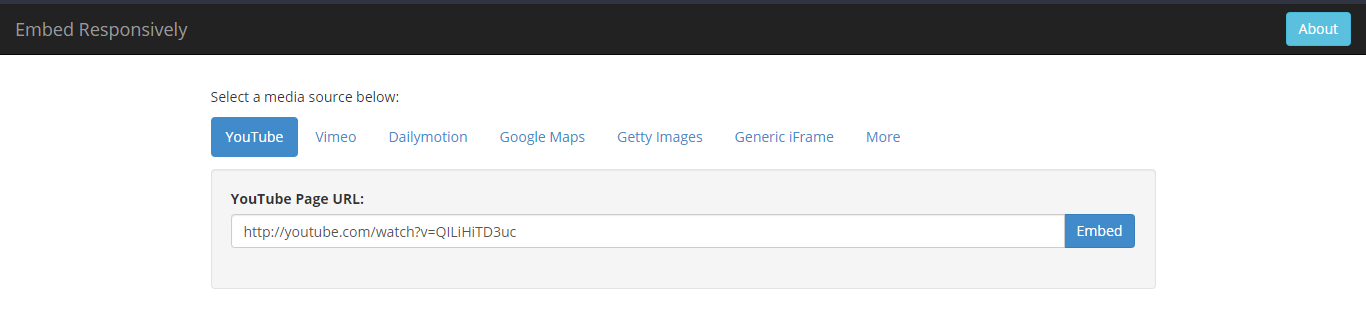 Embed Responsively About
Select a media source below:
YouTube Vimeo Dailymotion Google Maps Getty Images Generic iFrame More
YouTube Page URL:
http://youtube.com/watch?v=QILiHiTD3uc Embed